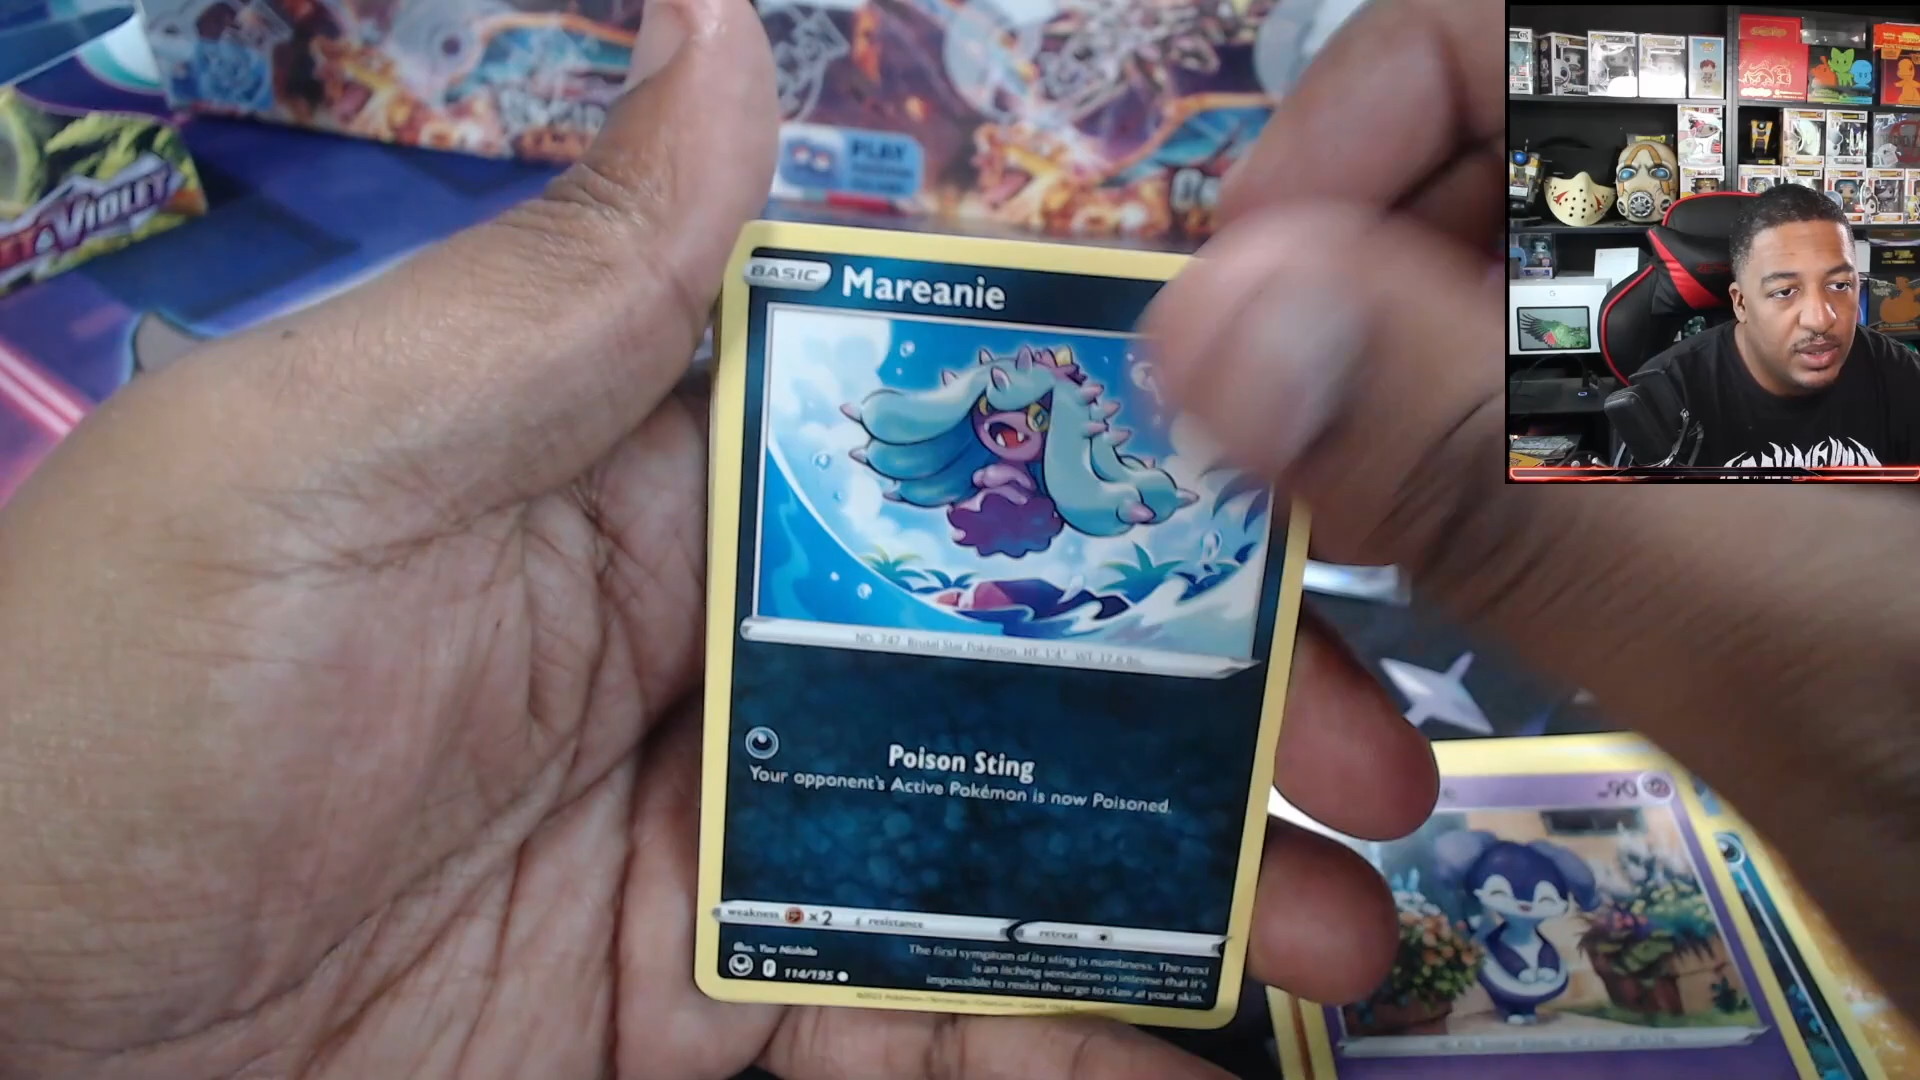 & VIOLET
PLAY
BASIC
Mareanie
NO. 747 Brutal Star Pokémon HT: 1'4" WT: 17.6 lbs.
Poison Sting
Your opponent's Active Pokémon is now Poisoned.
weakness ×2 resistance
retreat
Illus. Yuu Nishida
F 114/195
The first symptom of its sting is numbness. The next
is an itching sensation so intense that it's
impossible to resist the urge to claw at your skin.
90